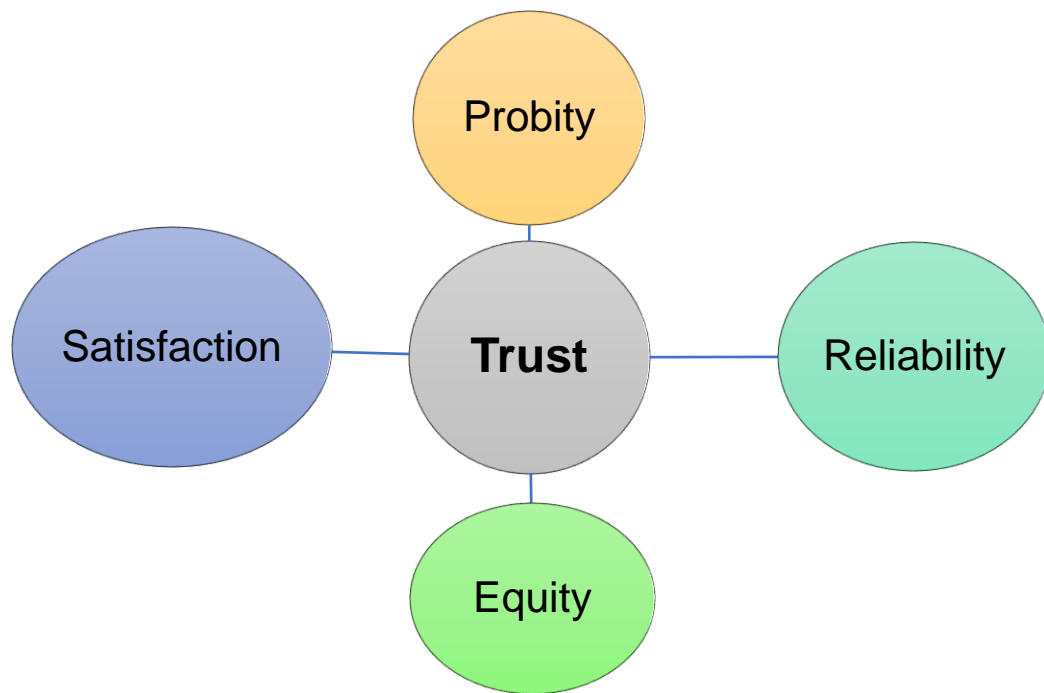 Probity
Satisfaction
Trust
Reliability
Equity